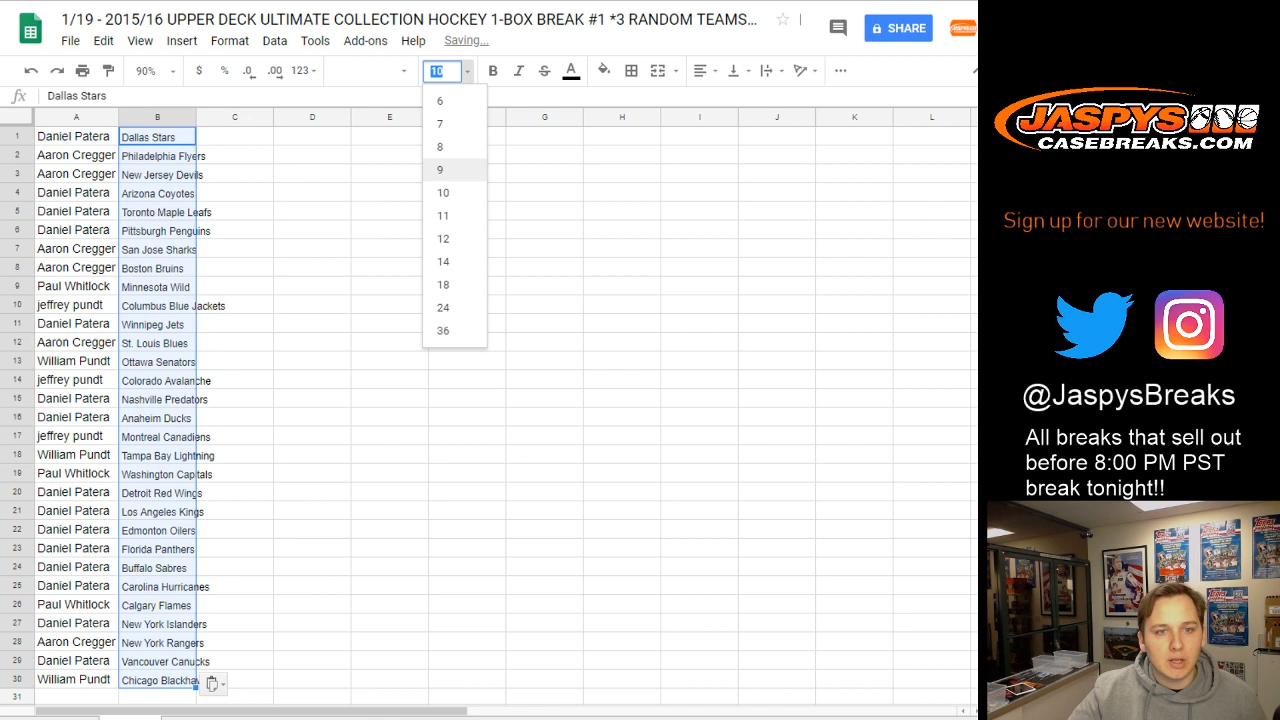 1/19 - 2015/16 UPPER DECK ULTIMATE COLLECTION HOCKEY 1-BOX BREAK #1 *3 RANDOM TEAMS...
File Edit View Insert Format Data Tools Add-ons Help Saving...
SHARE
90% $ % .0 .00 123 10 B I S A
fx Dallas Stars
6
7
8
9
10
11
12
14
18
24
36
A B C D E G H I J K L
1 Daniel Patera Dallas Stars
2 Aaron Cregger Philadelphia Flyers
3 Aaron Cregger New Jersey Devils
4 Daniel Patera Arizona Coyotes
5 Daniel Patera Toronto Maple Leafs
6 Daniel Patera Pittsburgh Penguins
7 Aaron Cregger San Jose Sharks
8 Aaron Cregger Boston Bruins
9 Paul Whitlock Minnesota Wild
10 jeffrey pundt Columbus Blue Jackets
11 Daniel Patera Winnipeg Jets
12 Aaron Cregger St. Louis Blues
13 William Pundt Ottawa Senators
14 jeffrey pundt Colorado Avalanche
15 Daniel Patera Nashville Predators
16 Daniel Patera Anaheim Ducks
17 jeffrey pundt Montreal Canadiens
18 William Pundt Tampa Bay Lightning
19 Paul Whitlock Washington Capitals
20 Daniel Patera Detroit Red Wings
21 Daniel Patera Los Angeles Kings
22 Daniel Patera Edmonton Oilers
23 Daniel Patera Florida Panthers
24 Daniel Patera Buffalo Sabres
25 Daniel Patera Carolina Hurricanes
26 Paul Whitlock Calgary Flames
27 Daniel Patera New York Islanders
28 Aaron Cregger New York Rangers
29 Daniel Patera Vancouver Canucks
30 William Pundt Chicago Blackha
31
JASPYS
CASEBREAKS.COM
Sign up for our new website!
@JaspysBreaks
All breaks that sell out
before 8:00 PM PST
break tonight!!